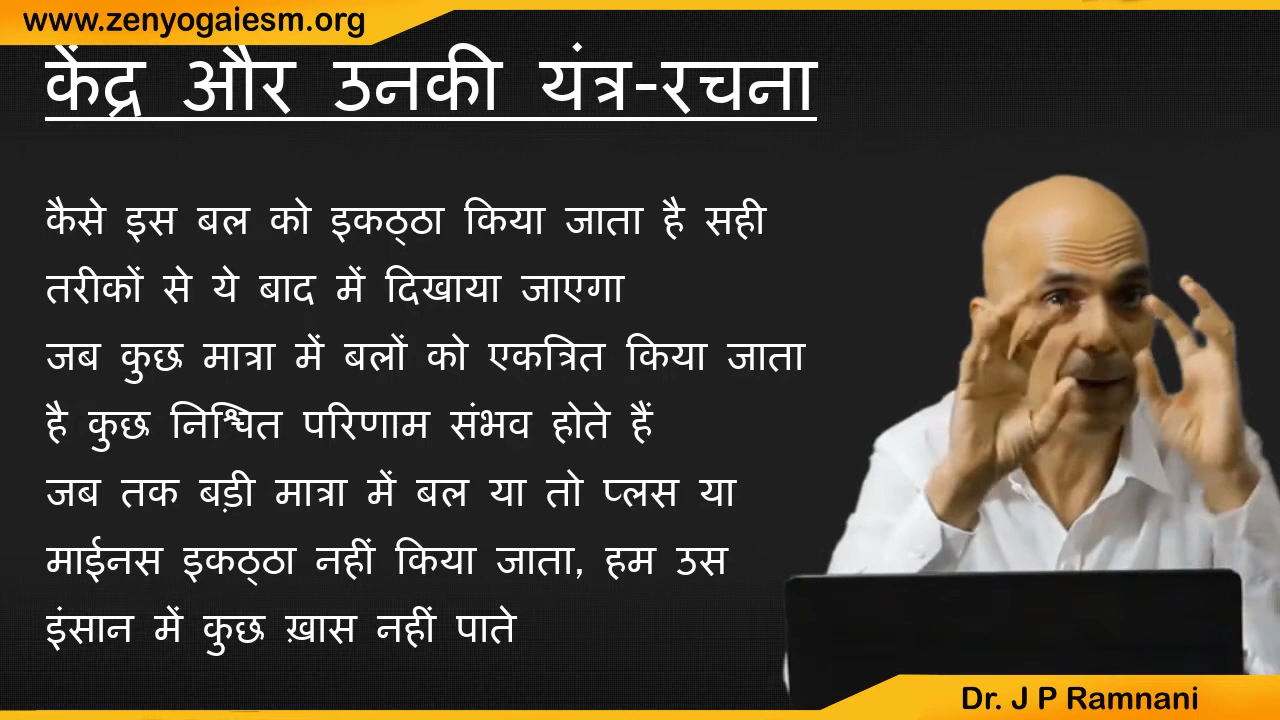 www.zenyogaiesm.org
केंद्र और उनकी यंत्र-रचना
कैसे इस बल को इकठ्ठा किया जाता है सही
तरीकों से ये बाद में दिखाया जाएगा
जब कुछ मात्रा में बलों को एकत्रित किया जाता
है कुछ निश्चित परिणाम संभव होते हैं
जब तक बड़ी मात्रा में बल या तो प्लस या
माईनस इकठ्ठा नहीं किया जाता, हम उस
इंसान में कुछ ख़ास नहीं पाते
Dr. J P Ramnani